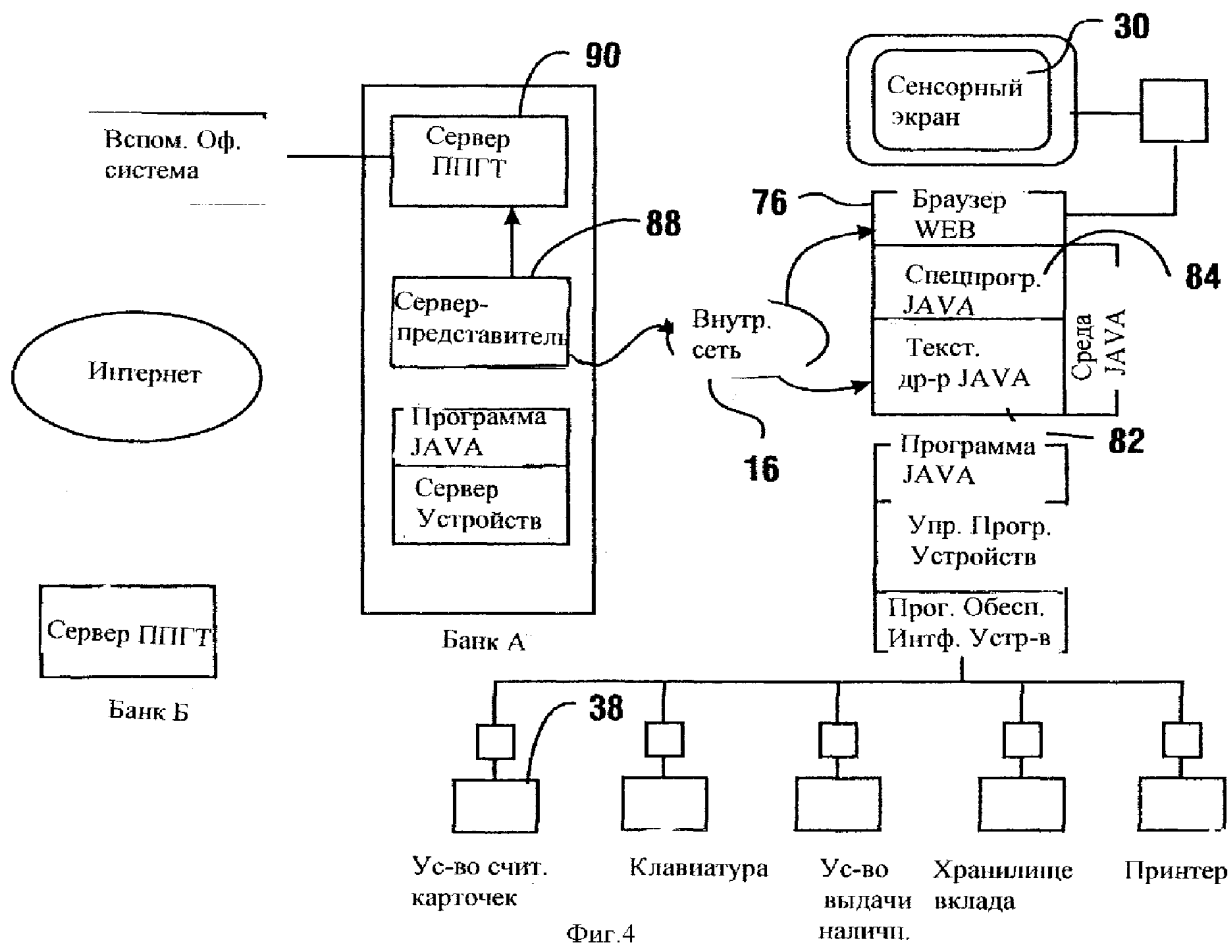 90
Вспом. Оф.
система
Сервер
ППГТ
88
Сервер-
представитель
Интернет
Программа
JAVA
Сервер
Устройств
Банк А
Сервер ППГТ
Банк Б
30
Сенсорный
экран
76
Браузер
WEB
Спецпрогр.
JAVA
84
Текст.
др-р JAVA
Среда
JAVA
82
Внутр.
сеть
16
Программа
JAVA
Упр. Прогр.
Устройств
Прог. Обесп.
Интф. Устр-в
38
Ус-во счит.
карточек
Клавиатура
Ус-во
выдачи
наличн.
Хранилище
вклада
Принтер
Фиг.4